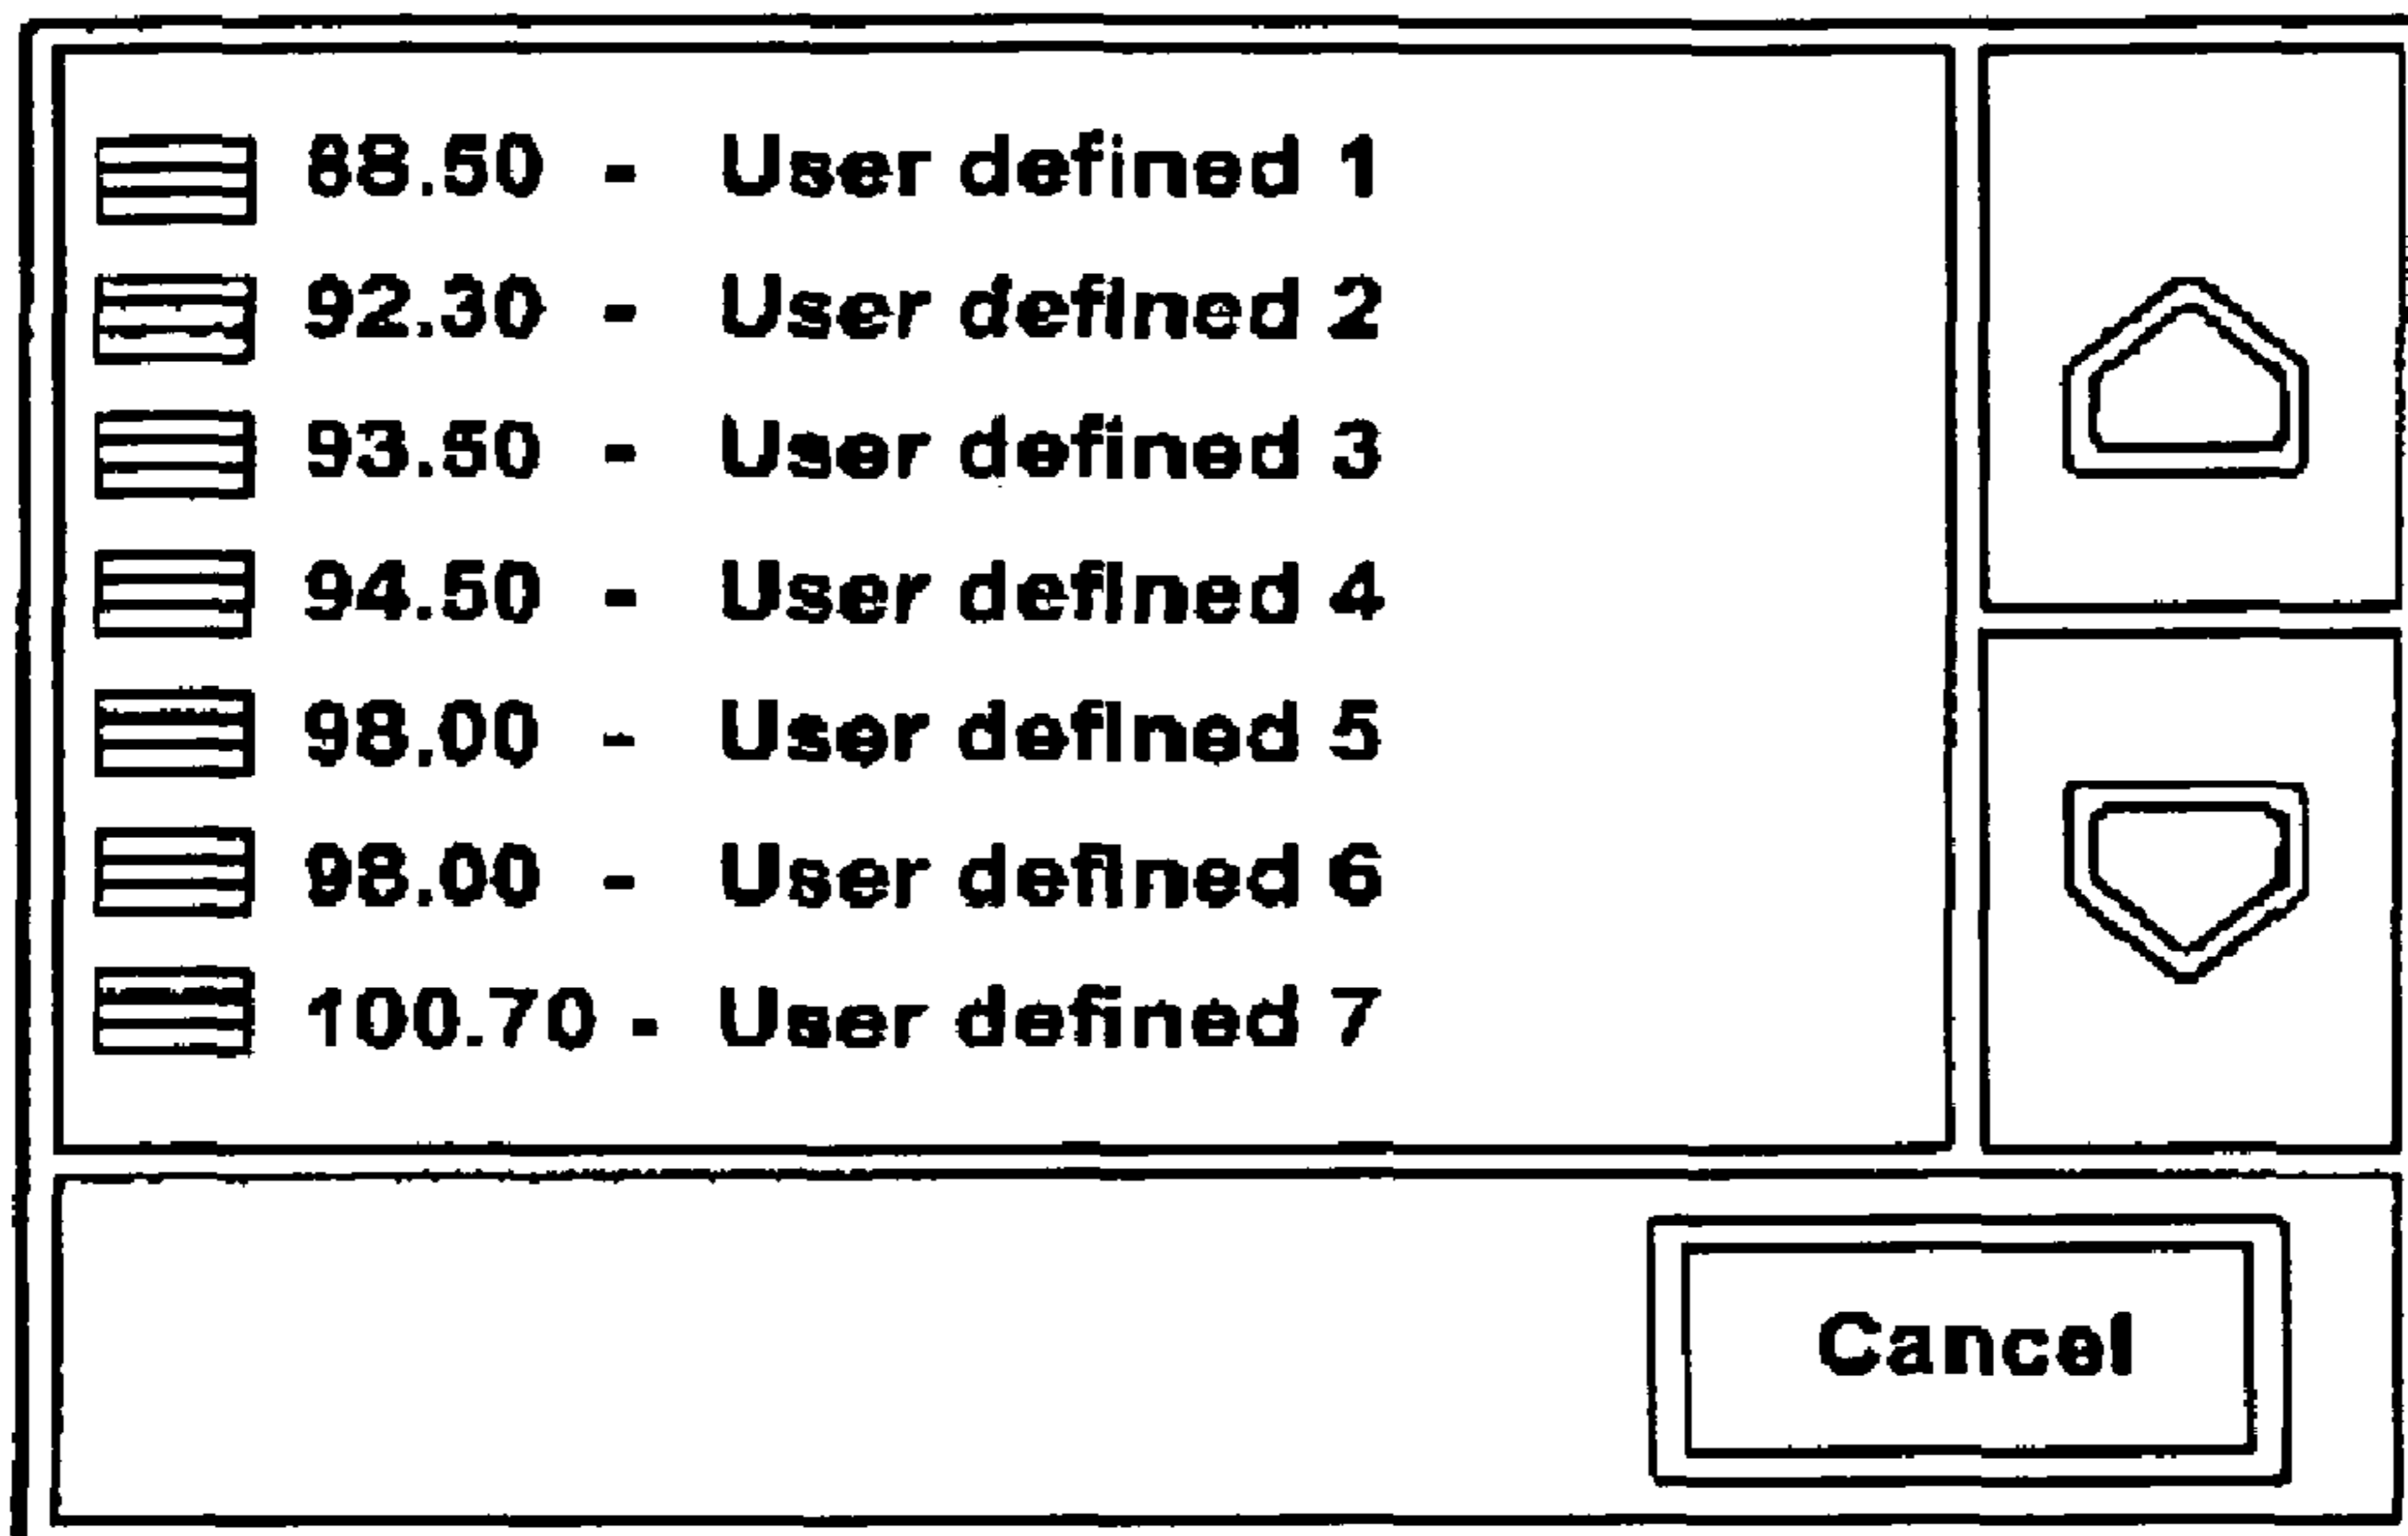 88.50 - User defined 1
92.30 - User defined 2
93.50 - User defined 3
94.50 - User defined 4
98.00 - User defined 5
98.00 - User defined 6
100.70 - User defined 7
Cancel